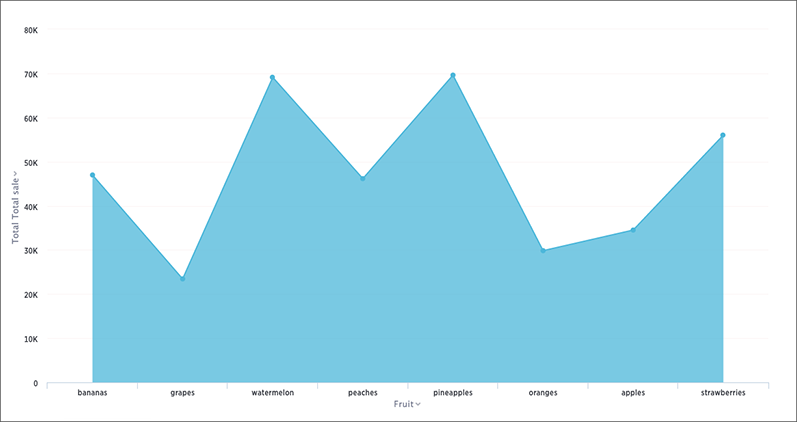 80K
70K
60K
50K
40K
30K
20K
10K
0
Total Total sale
bananas grapes watermelon peaches pineapples oranges apples strawberries
Fruit